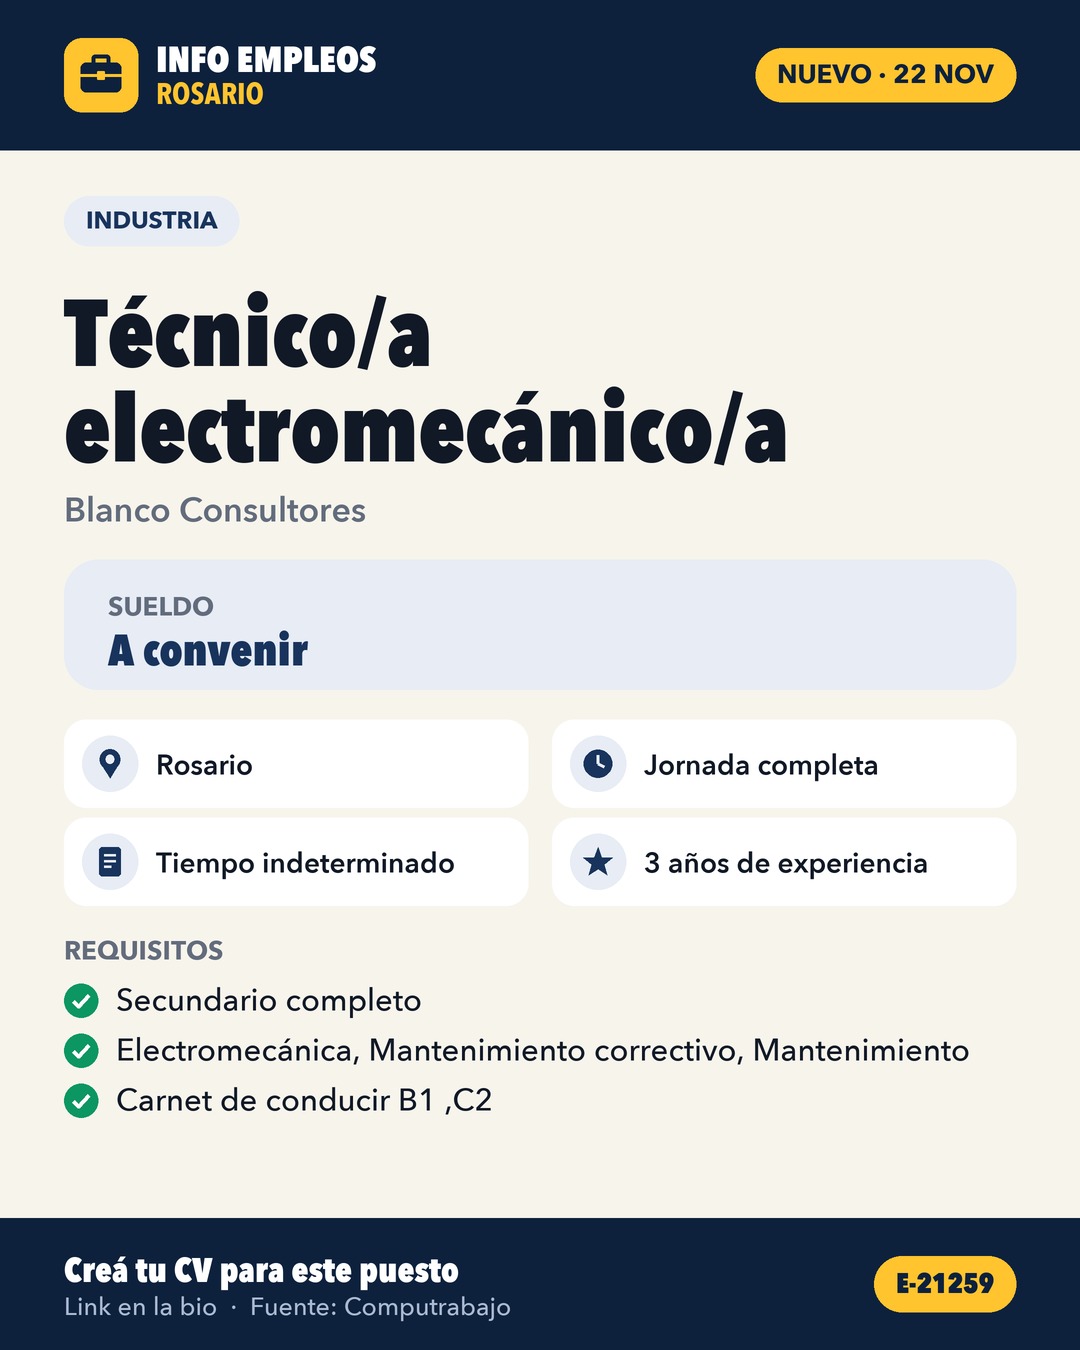 INFO EMPLEOS
ROSARIO
NUEVO · 22 NOV
INDUSTRIA
Técnico/a
electromecánico/a
Blanco Consultores
SUELDO
A convenir
Rosario
Jornada completa
Tiempo indeterminado
3 años de experiencia
REQUISITOS
Secundario completo
Electromecánica, Mantenimiento correctivo, Mantenimiento
Carnet de conducir B1 ,C2
Creá tu CV para este puesto
Link en la bio · Fuente: Computrabajo
E-21259